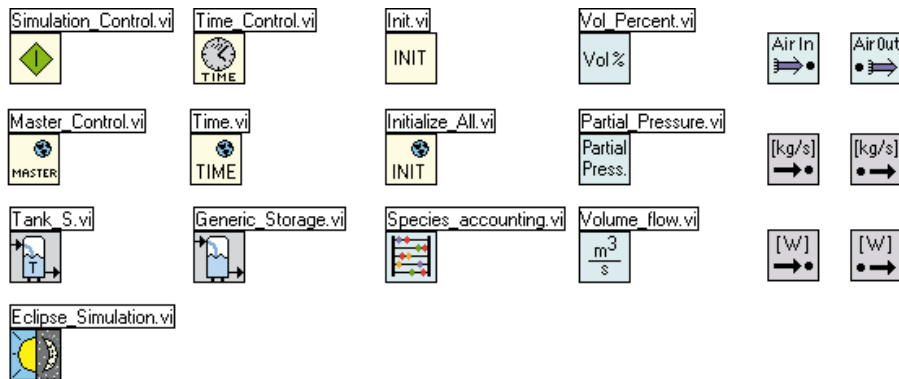 Simulation_Control.vi
Time_Control.vi
Init.vi
Vol_Percent.vi
TIME
INIT
Vol%
Air In
Air Out
Master_Control.vi
Time.vi
Initialize_All.vi
Partial_Pressure.vi
MASTER
TIME
INIT
Partial
Press.
[kg/s]
[kg/s]
Tank_S.vi
Generic_Storage.vi
Species_accounting.vi
Volume_flow.vi
T
m³
s
[W]
[W]
Eclipse_Simulation.vi